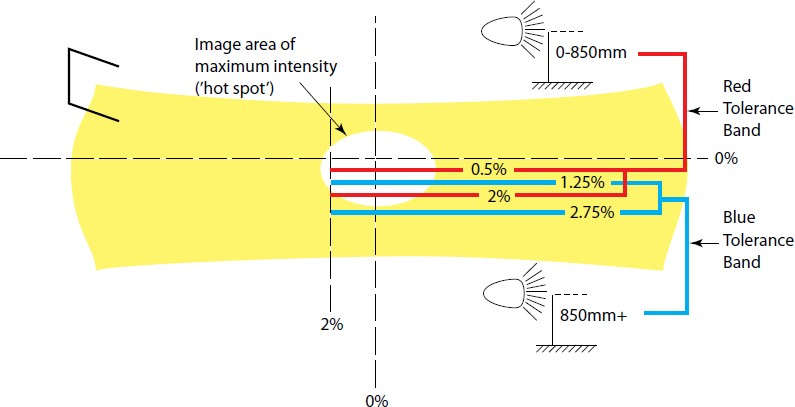 Image area of
maximum intensity
('hot spot')
0-850mm
Red
Tolerance
Band
0%
0.5%
1.25%
2%
2.75%
Blue
Tolerance
Band
850mm+
2%
0%